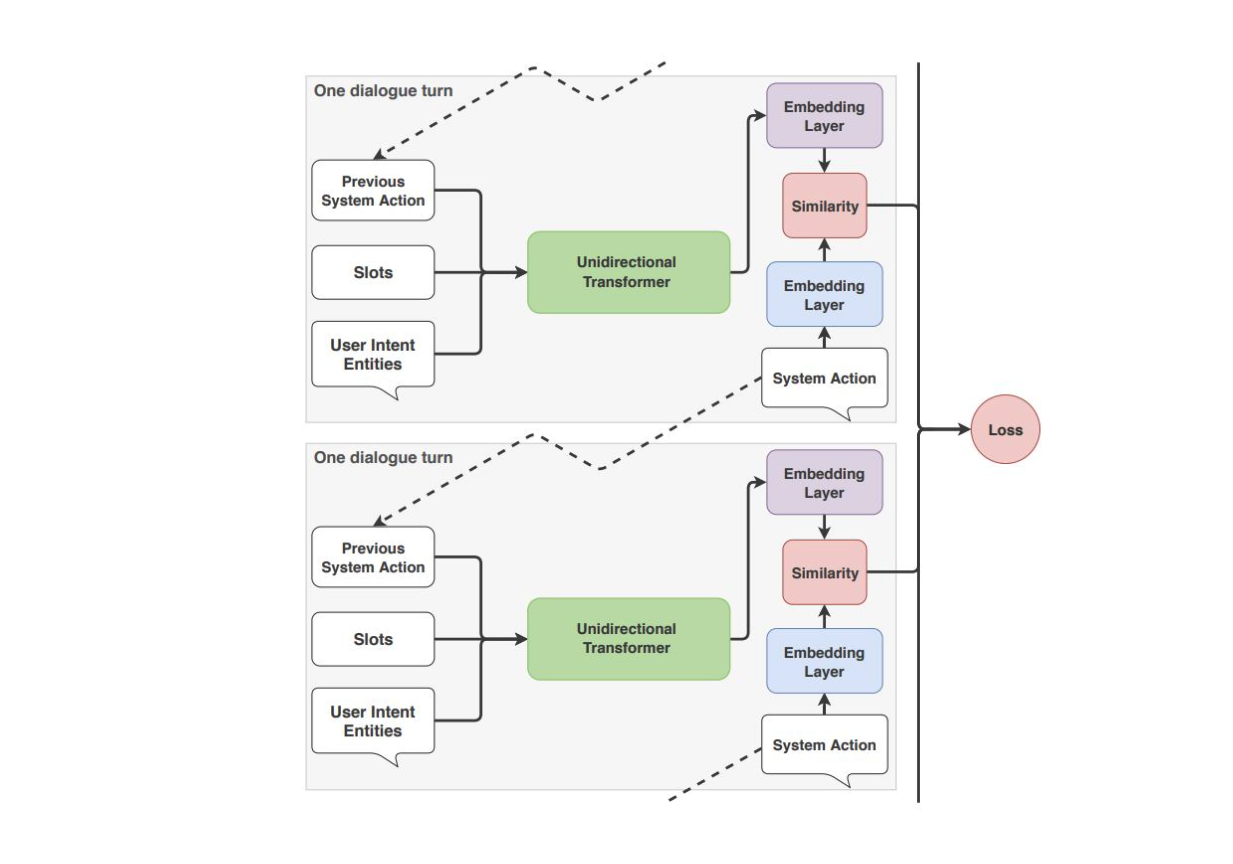 One dialogue turn
Previous
System Action
Slots
User Intent
Entities
Unidirectional
Transformer
Embedding
Layer
Similarity
Embedding
Layer
System Action
One dialogue turn
Previous
System Action
Slots
User Intent
Entities
Unidirectional
Transformer
Embedding
Layer
Similarity
Embedding
Layer
System Action
Loss